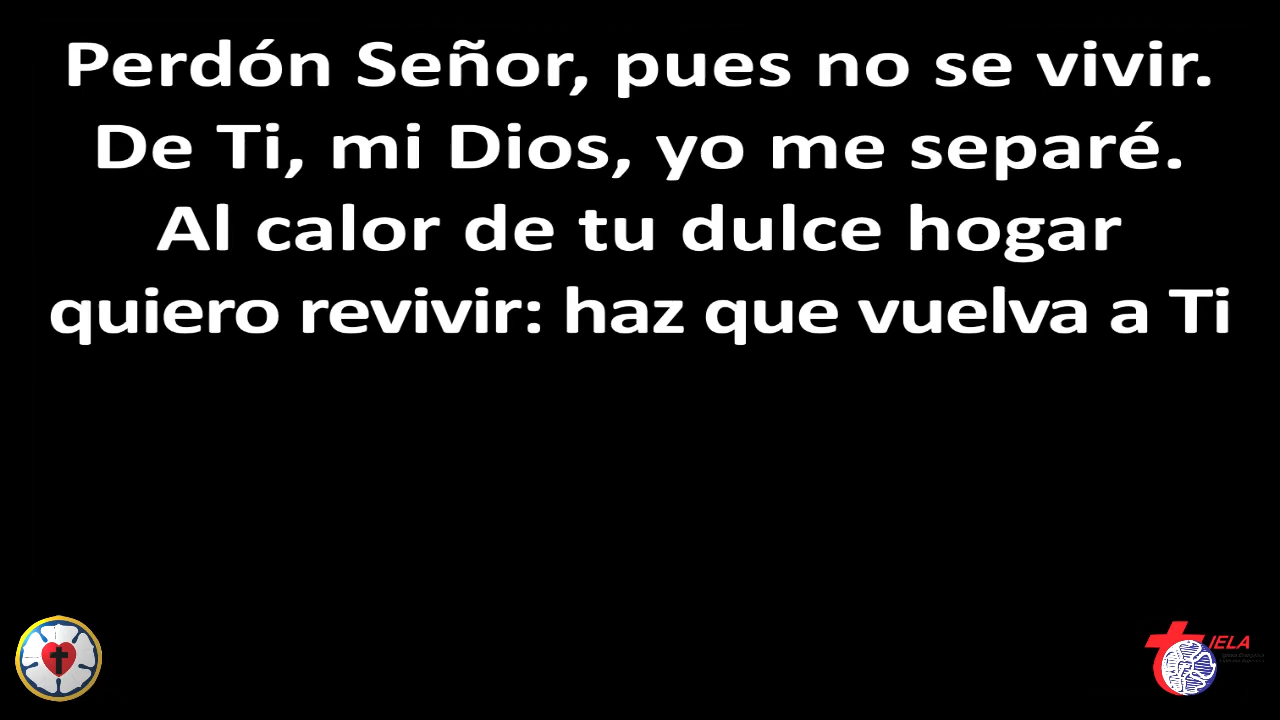 Perdón Señor, pues no se vivir.
De Ti, mi Dios, yo me separé.
Al calor de tu dulce hogar
quiero revivir: haz que vuelva a Ti
IELA